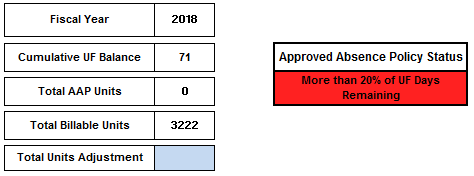 Fiscal Year 2018
Cumulative UF Balance 71
Total AAP Units 0
Total Billable Units 3222
Total Units Adjustment
Approved Absence Policy Status
More than 20% of UF Days
Remaining